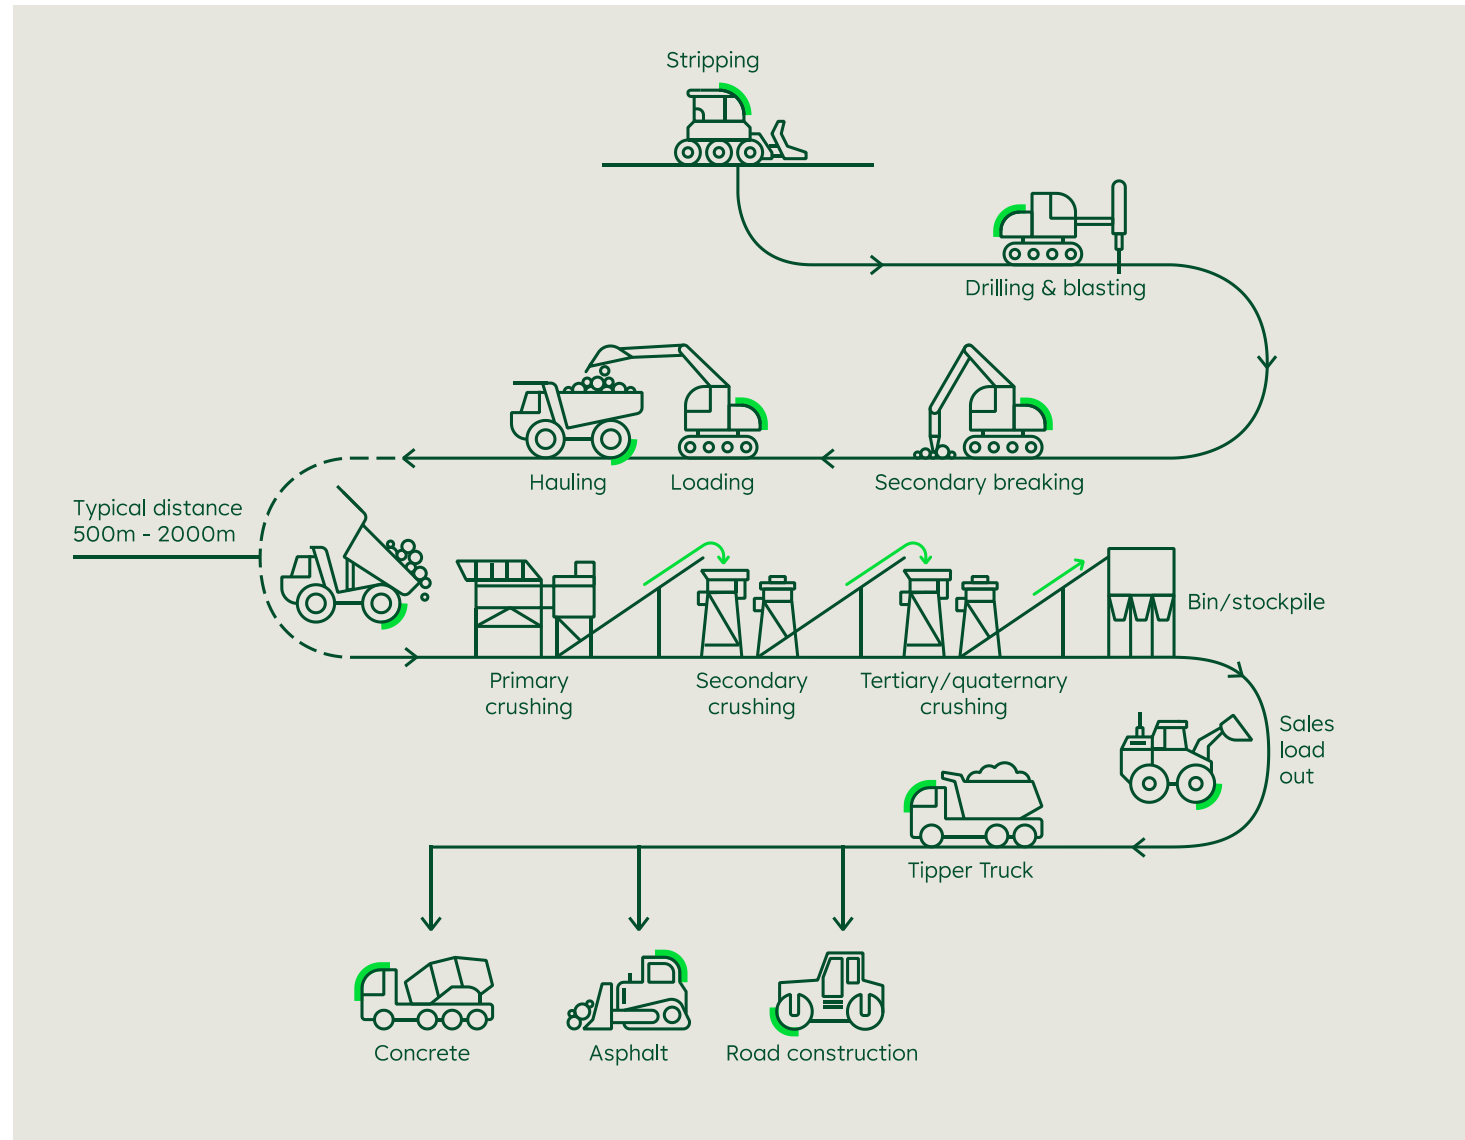 Stripping
Drilling & blasting
Hauling
Loading
Secondary breaking
Typical distance
500m - 2000m
Bin/stockpile
Primary
crushing
Secondary
crushing
Tertiary/quaternary
crushing
Sales
load
out
Tipper Truck
Concrete
Asphalt
Road construction